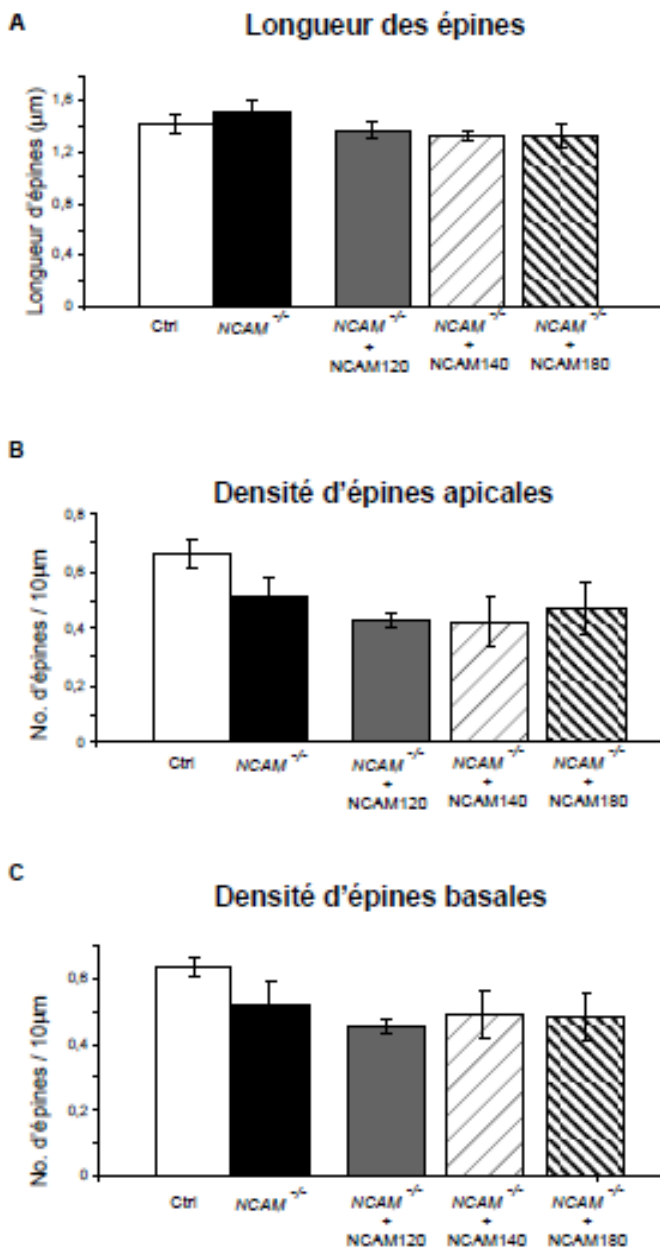 A
Longueur des épines
Longueur d'épines (µm)
1,6
1,2
0,8
0,4
0
Ctrl
NCAM -/-
NCAM -/-
+
NCAM120
NCAM -/-
+
NCAM140
NCAM -/-
+
NCAM180
B
Densité d'épines apicales
No. d'épines / 10µm
0,8
0,6
0,4
0,2
0
Ctrl
NCAM -/-
NCAM -/-
+
NCAM120
NCAM -/-
+
NCAM140
NCAM -/-
+
NCAM180
C
Densité d'épines basales
No. d'épines / 10µm
0,6
0,4
0,2
0
Ctrl
NCAM -/-
NCAM -/-
+
NCAM120
NCAM -/-
+
NCAM140
NCAM -/-
+
NCAM180